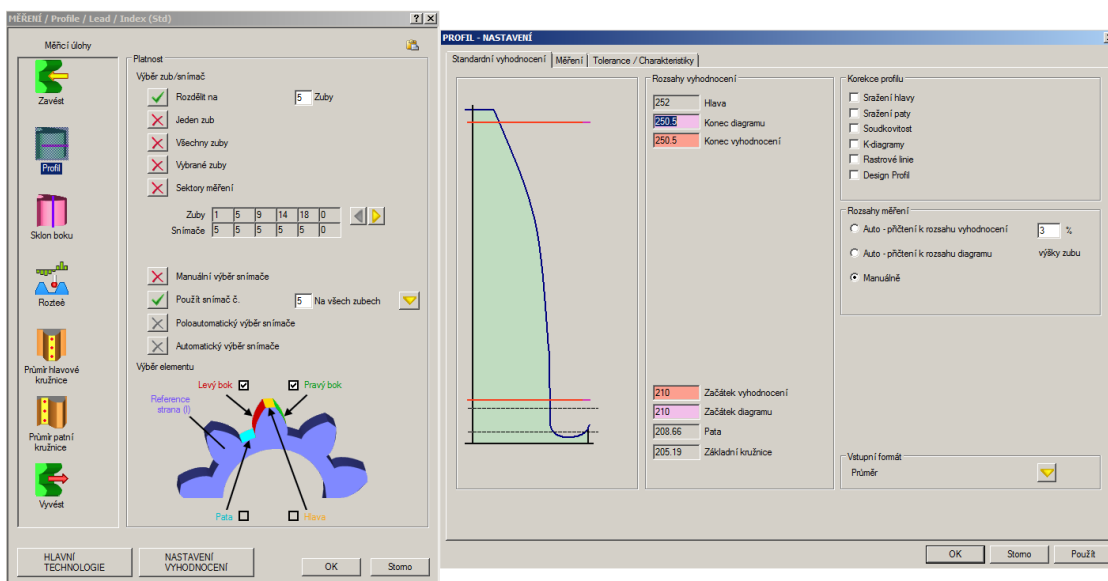 MĚŘENÍ / Profile / Lead / Index (Std)
Měřcí úlohy
Zavést
Profil
Sklon boku
Rozteè
Prùmìr hlavové
kružnice
Prùmìr patní
kružnice
Vyvést
Platnost
Výběr zub/snímač
Rozdělit na 5 Zuby
Jeden zub
Všechny zuby
Vybrané zuby
Sektory měření
Zuby 1 5 9 14 18 0
Snímače 5 5 5 5 5 0
Manuální výběr snímače
Použít snímač č. 5 Na všech zubech
Poloautomatický výběr snímače
Automatický výběr snímače
Výběr elementu
Levý bok
Pravý bok
Reference
strana (l)
Pata
Hlava
HLAVNÍ
TECHNOLOGIE
NASTAVENÍ
VYHODNOCENÍ
OK
Storno
PROFIL - NASTAVENÍ
Standardní vyhodnocení
Měření
Tolerance / Charakteristiky
Rozsahy vyhodnocení
252 Hlava
250.5 Konec diagramu
250.5 Konec vyhodnocení
210 Začátek vyhodnocení
210 Začátek diagramu
208.66 Pata
205.19 Základní kružnice
Korekce profilu
Sražení hlavy
Sražení paty
Soudkovitost
K-diagramy
Rastrové linie
Design Profil
Rozsahy měření
Auto - přičtení k rozsahu vyhodnocení 3 %
Auto - přičtení k rozsahu diagramu výšky zubu
Manuálně
Vstupní formát
Průměr
OK
Storno
Použít